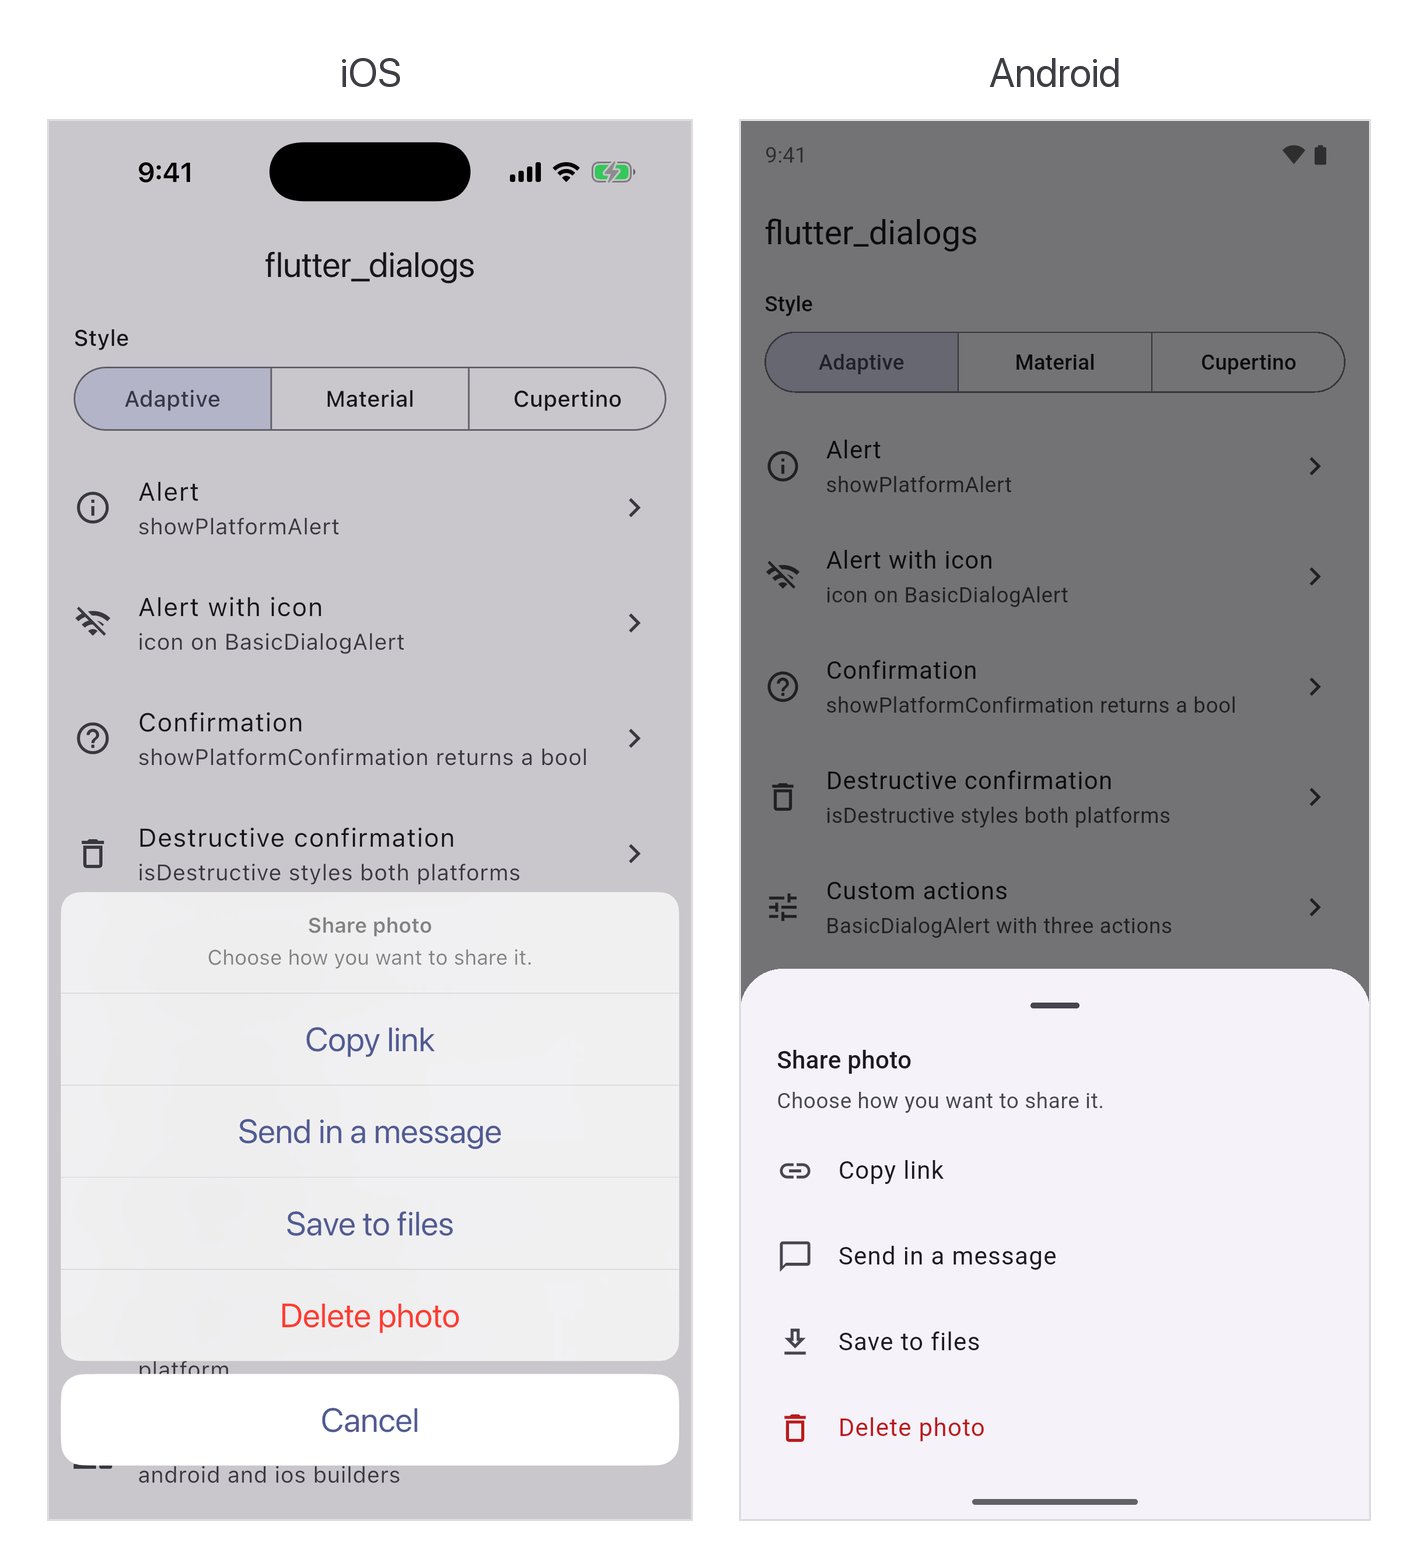 iOS
9:41
flutter_dialogs
Style
Adaptive
Material
Cupertino
Alert
showPlatformAlert
Alert with icon
icon on BasicDialogAlert
Confirmation
showPlatformConfirmation returns a bool
Destructive confirmation
isDestructive styles both platforms
Share photo
Choose how you want to share it.
Copy link
Send in a message
Save to files
Delete photo
platform
Cancel
android and ios builders
Android
9:41
flutter_dialogs
Style
Adaptive
Material
Cupertino
Alert
showPlatformAlert
Alert with icon
icon on BasicDialogAlert
Confirmation
showPlatformConfirmation returns a bool
Destructive confirmation
isDestructive styles both platforms
Custom actions
BasicDialogAlert with three actions
Share photo
Choose how you want to share it.
Copy link
Send in a message
Save to files
Delete photo